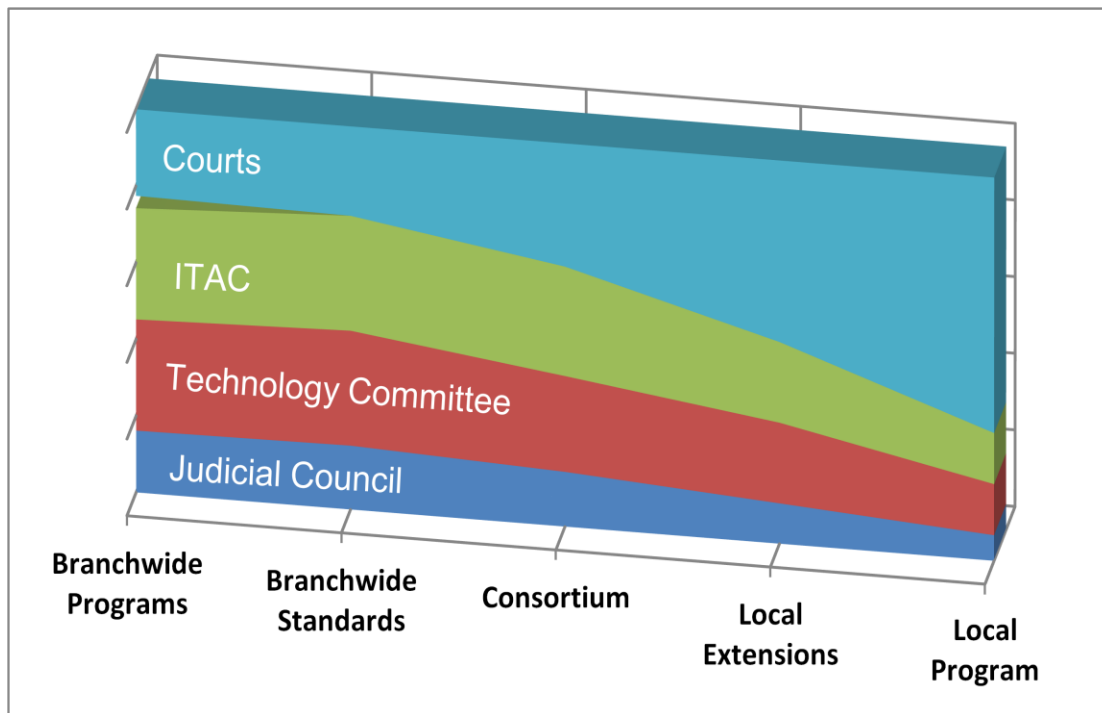 Courts
ITAC
Technology Committee
Judicial Council
Branchwide
Programs
Branchwide
Standards
Consortium
Local
Extensions
Local
Program